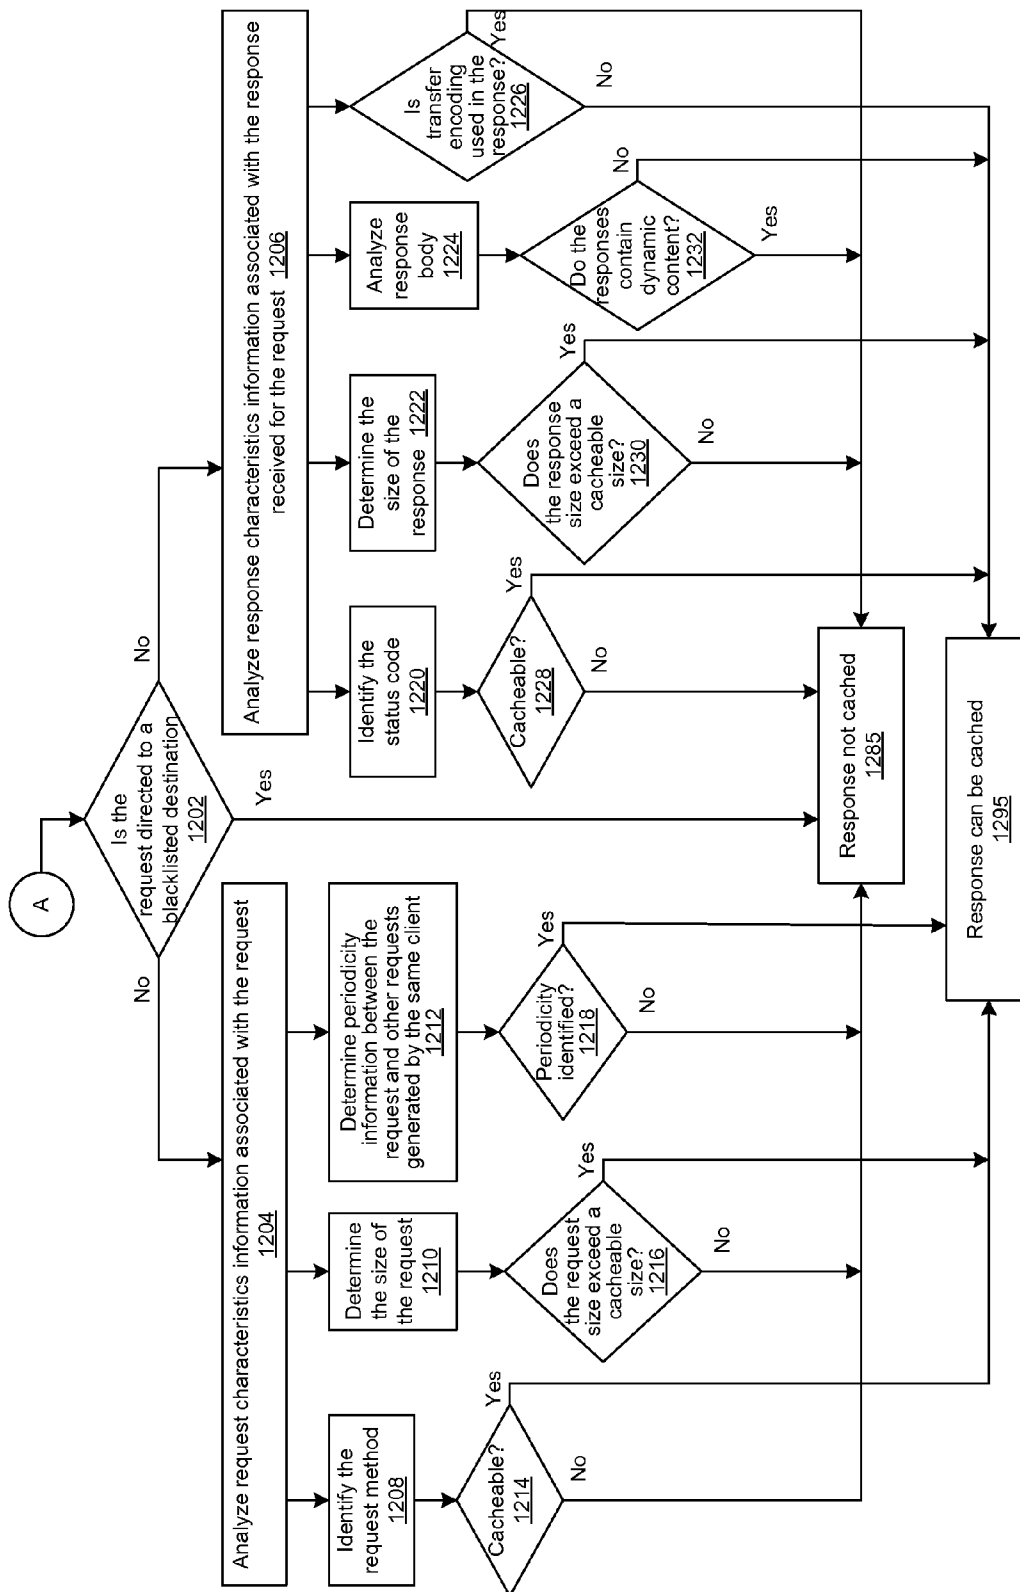 A
Is the
request directed to a
blacklisted destination
1202
No
Yes
No
Analyze request characteristics information associated with the request
1204
Identify the
request method
1208
Determine
the size of
the request
1210
Determine periodicity
information between the
request and other requests
generated by the same client
1212
Cacheable?
1214
Yes
No
Does
the request
size exceed a
cacheable
size?
1216
Yes
No
Periodicity
identified?
1218
Yes
No
Analyze response characteristics information associated with the response
received for the request 1206
Identify the
status code
1220
Determine the
size of the
response 1222
Analyze
response
body
1224
Is
transfer
encoding
used in the
response?
1226
Yes
No
Cacheable?
1228
Yes
No
Does
the response
size exceed a
cacheable
size?
1230
Yes
No
Do the
responses
contain
dynamic
content?
1232
No
Yes
Response not cached
1285
Response can be cached
1295